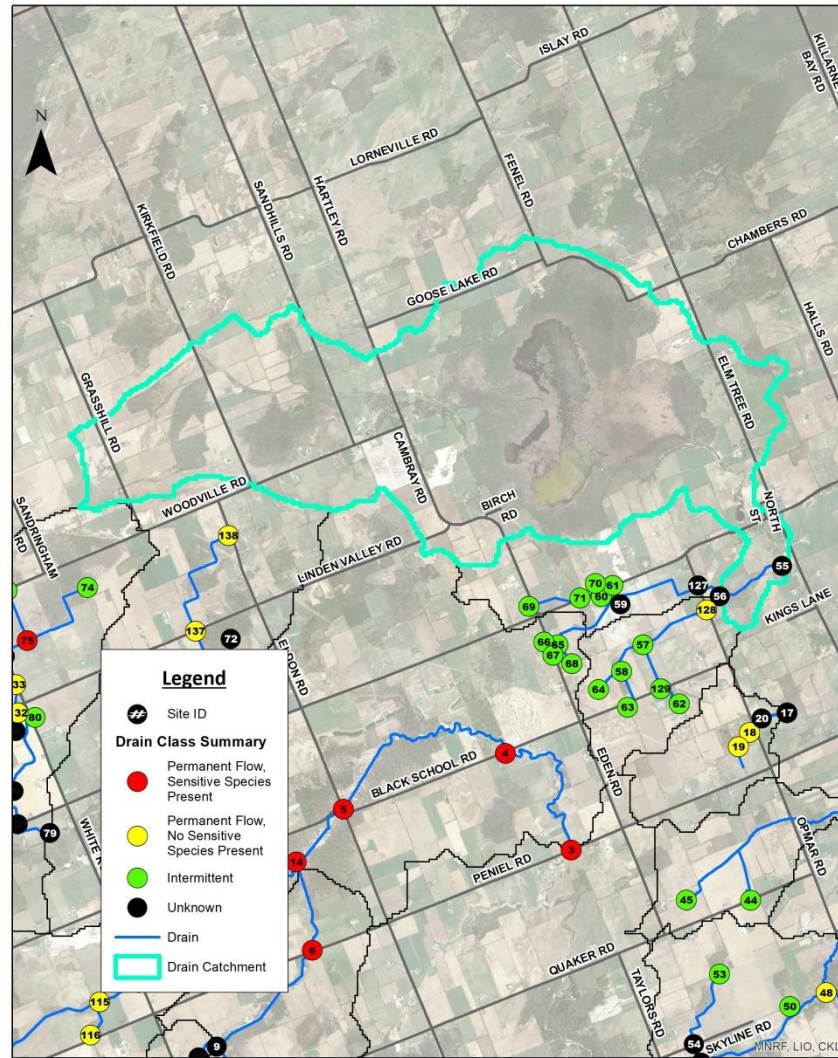 ISLAY RD
KILLARNEY
BAY RD
LORNEVILLE RD
FENEL RD
N
KIRKFIELD RD
SANDHILLS RD
HARTLEY RD
CHAMBERS RD
GOOSE LAKE RD
HALLS RD
GRASSHILL RD
ELM TREE RD
CAMBRAY RD
WOODVILLE RD
BIRCH
RD
NORTH
ST
SANDRINGHAM
RD
LINDEN VALLEY RD
138
55
74
70
61
127
71
60
59
56
69
128
KINGS LANE
137
72
75
66
65
57
67
68
58
33
64
129
63
62
32
80
20
17
18
19
Legend
# Site ID
Drain Class Summary
Permanent Flow,
Sensitive Species
Present
Permanent Flow,
No Sensitive
Species Present
Intermittent
Unknown
Drain
Drain Catchment
BLACK SCHOOL RD
EDEN RD
4
5
79
14
PENIEL RD
3
OPMAR RD
45
44
6
QUAKER RD
TAYLORS RD
53
115
50
48
116
9
54
SKYLINE RD
MNRF, LIO,